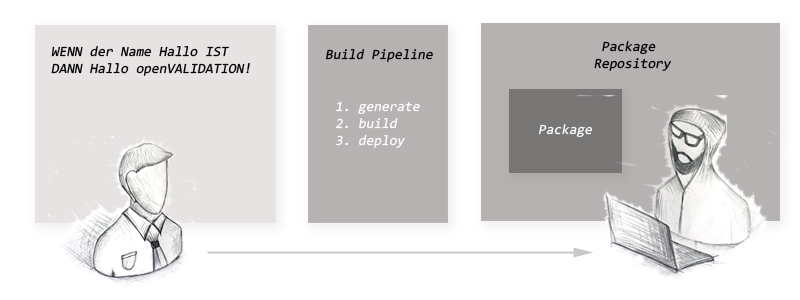 WENN der Name Hallo IST
DANN Hallo openVALIDATION!
Build Pipeline
1. generate
2. build
3. deploy
Package
Repository
Package